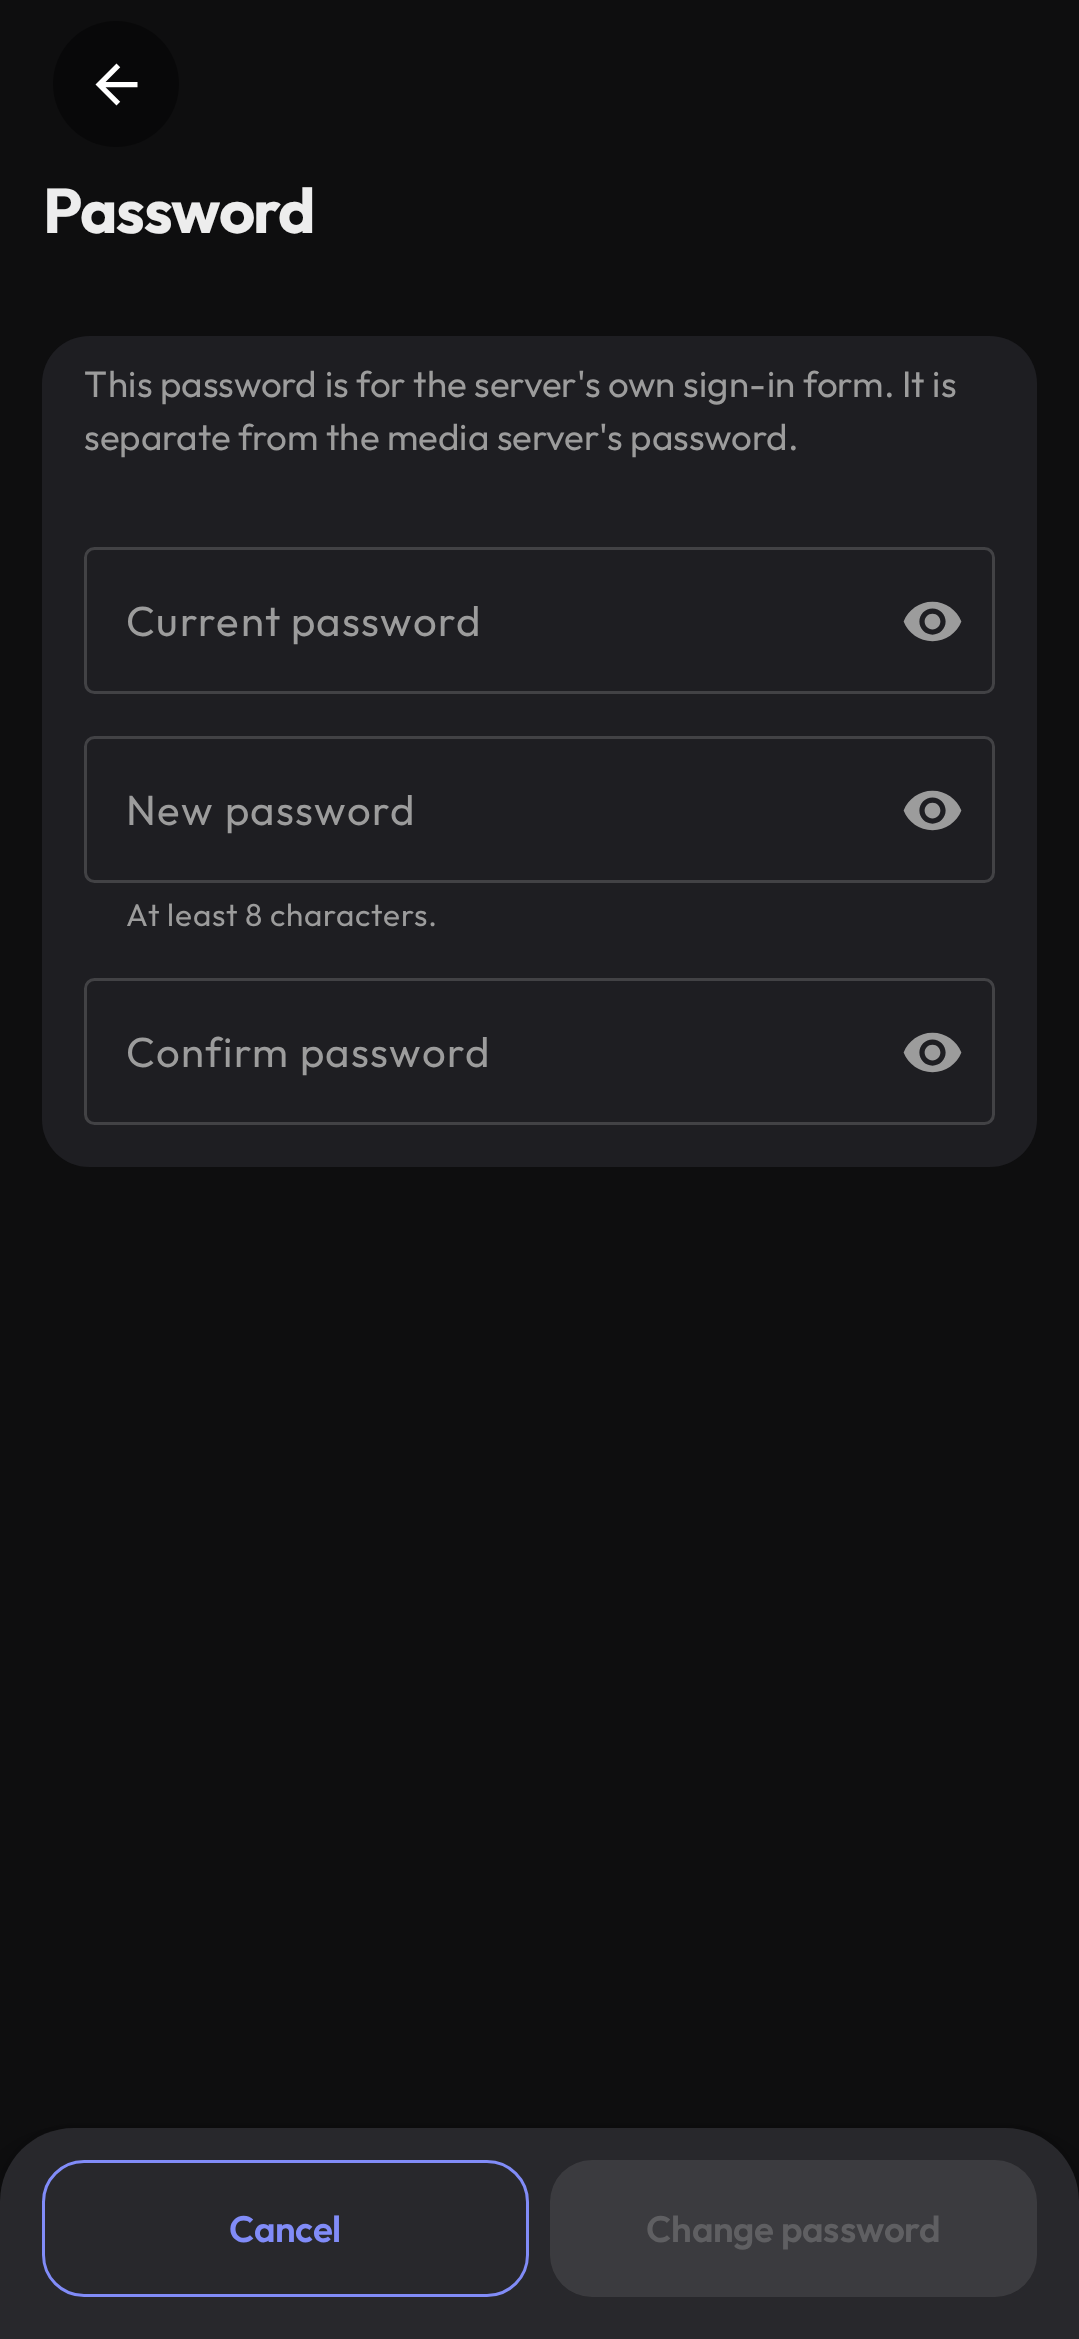 Password
This password is for the server's own sign-in form. It is
separate from the media server's password.
Current password
New password
At least 8 characters.
Confirm password
Cancel
Change password